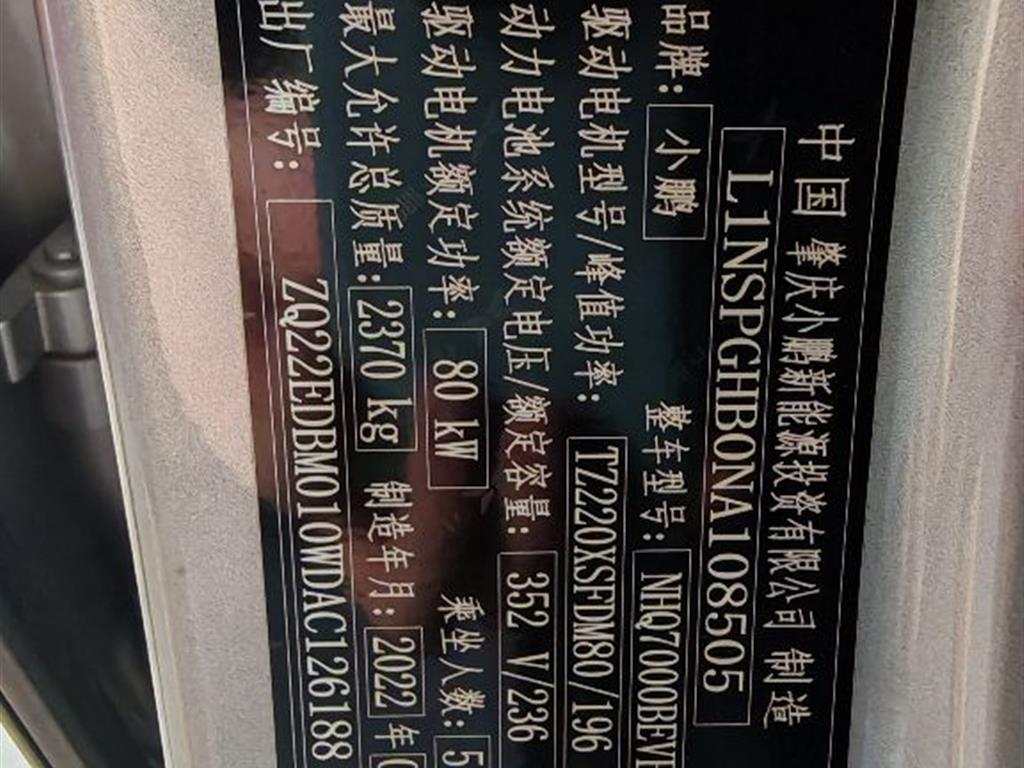 中国 肇庆小鹏新能源投资有限公司 制造
L1NSPGHB0NA108505
品牌: 小鹏 整车型号: NHQ7000BEV
驱动电机型号/峰值功率: TZ220XSFDM80/196
动力电池系统额定电压/额定容量: 352 V/236
驱动电机额定功率: 80 kW 乘坐人数: 5
最大允许总质量: 2370 kg 制造年月: 2022 年
出厂编号: ZQ22EDBM010WDAC126188